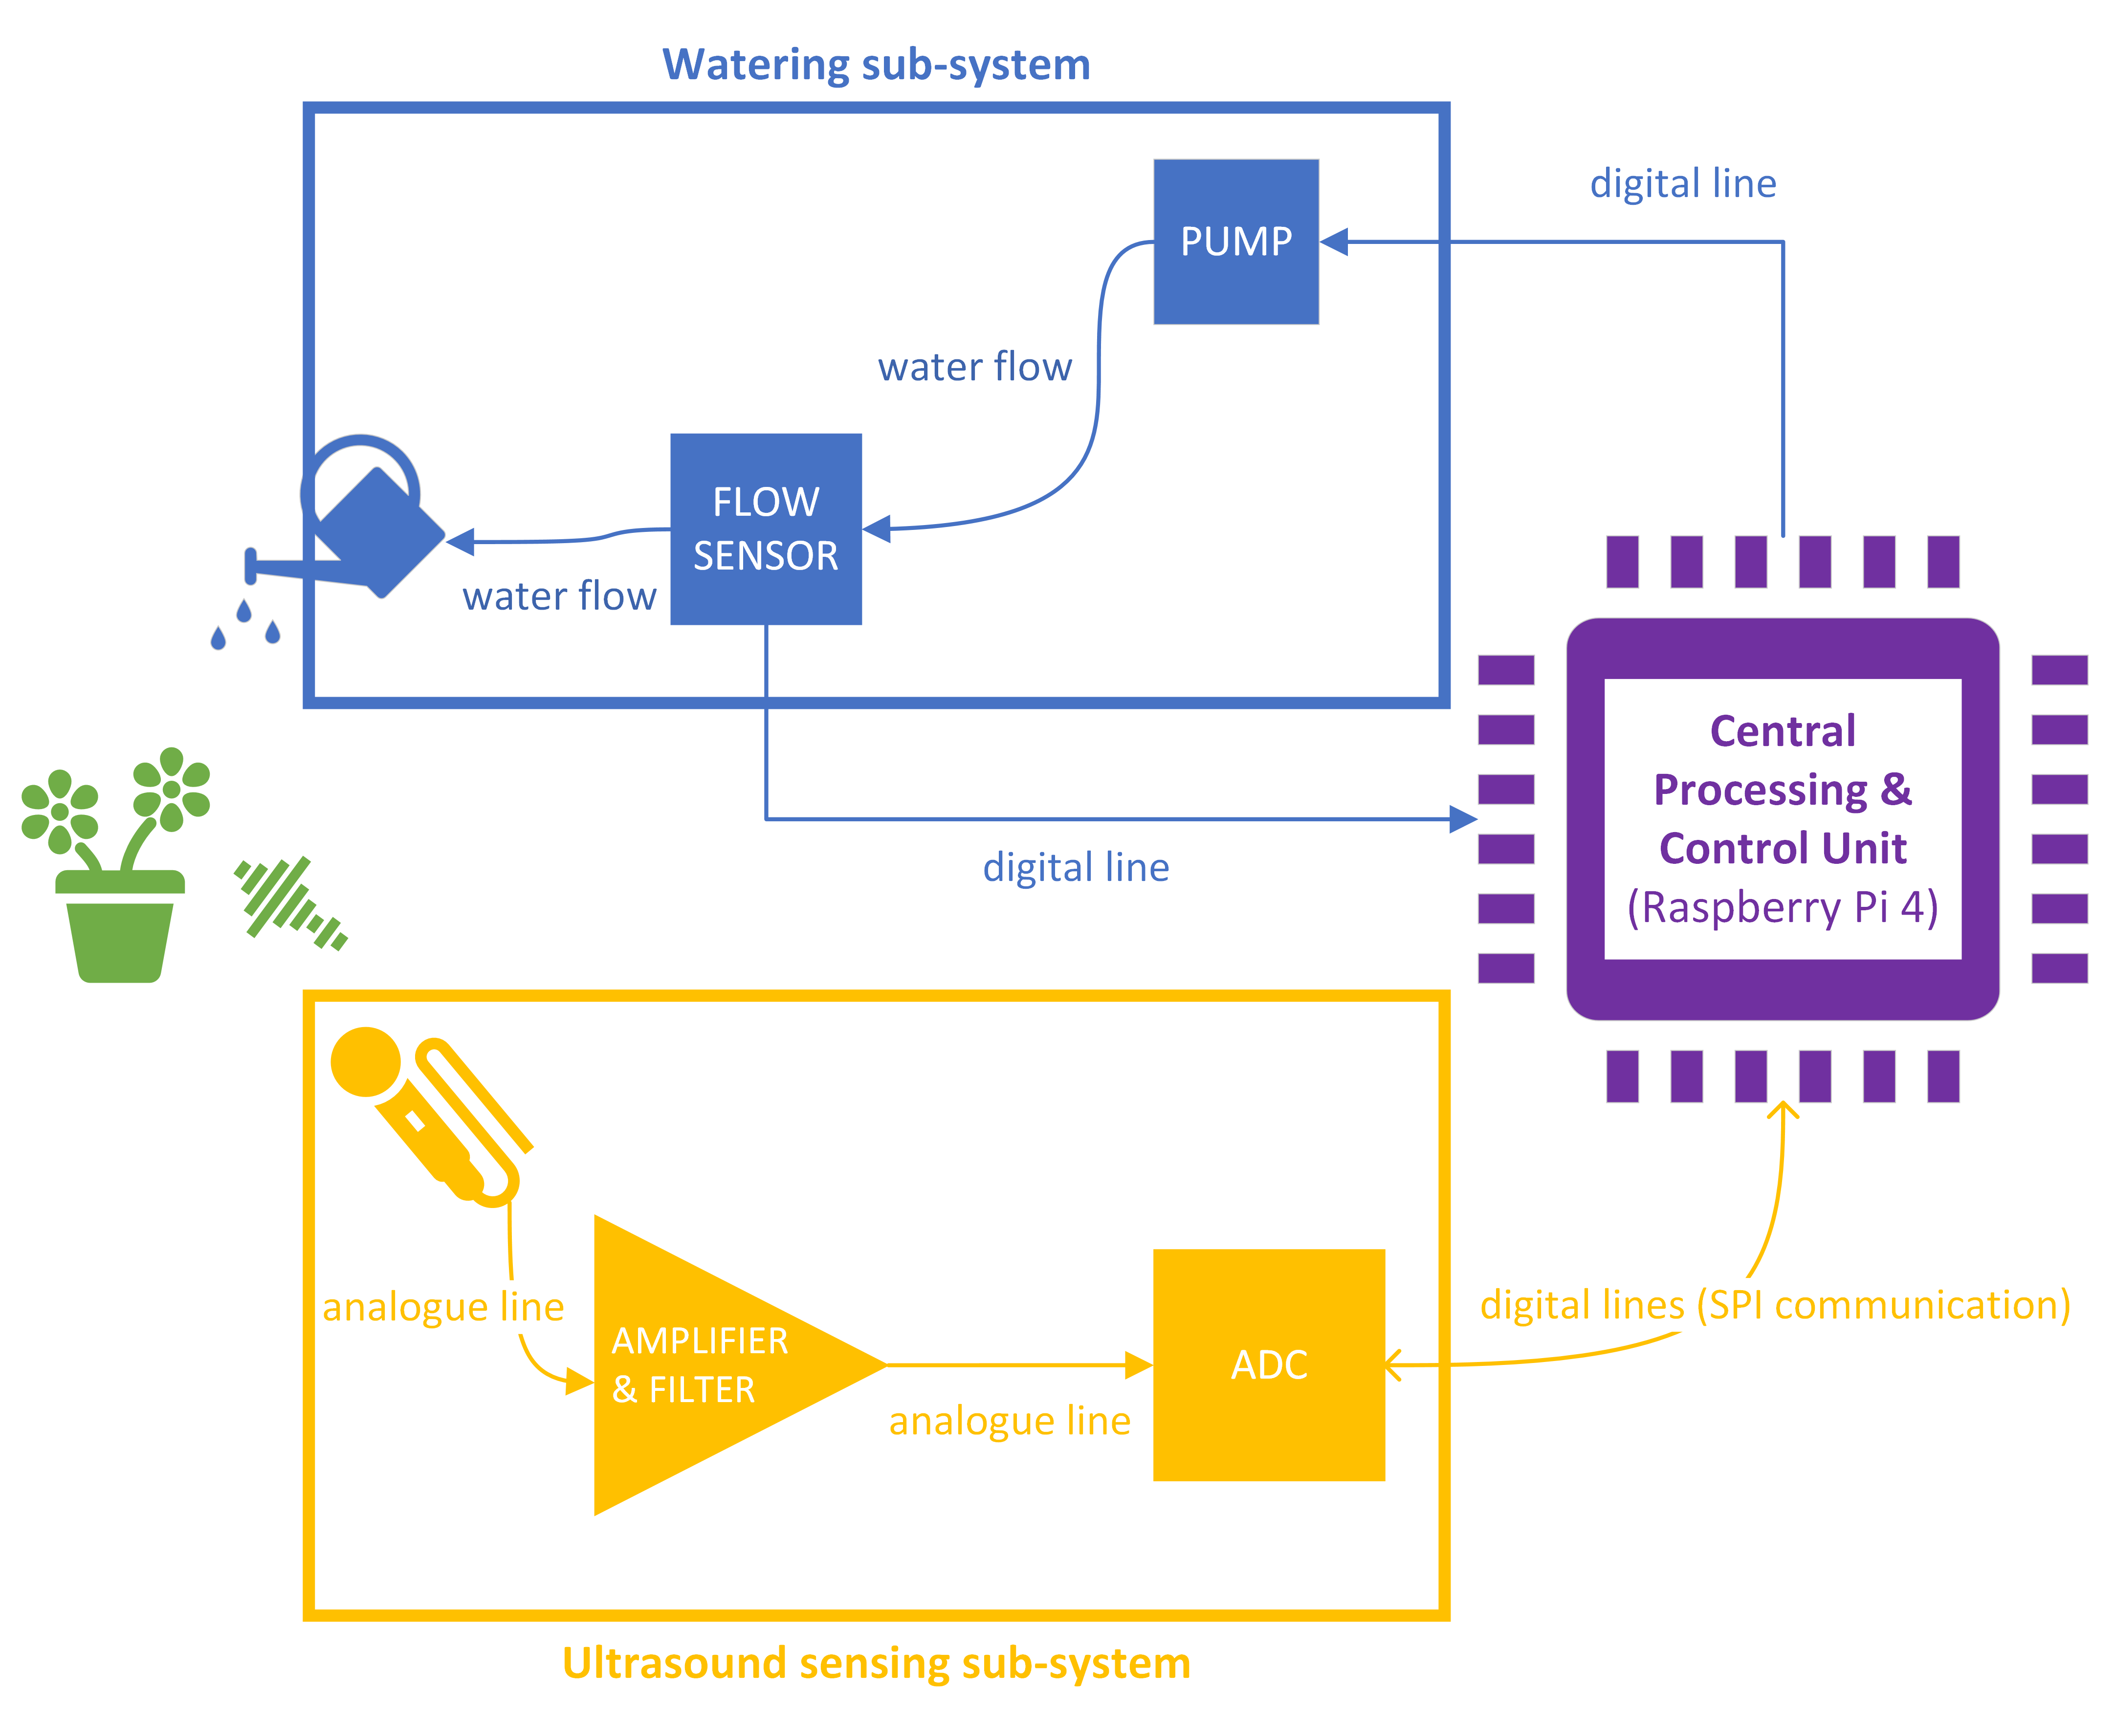 Watering sub-system
digital line
PUMP
water flow
FLOW
SENSOR
water flow
Central
Processing &
Control Unit
(Raspberry Pi 4)
digital line
analogue line
AMPLIFIER
& FILTER
analogue line
ADC
digital lines (SPI communication)
Ultrasound sensing sub-system